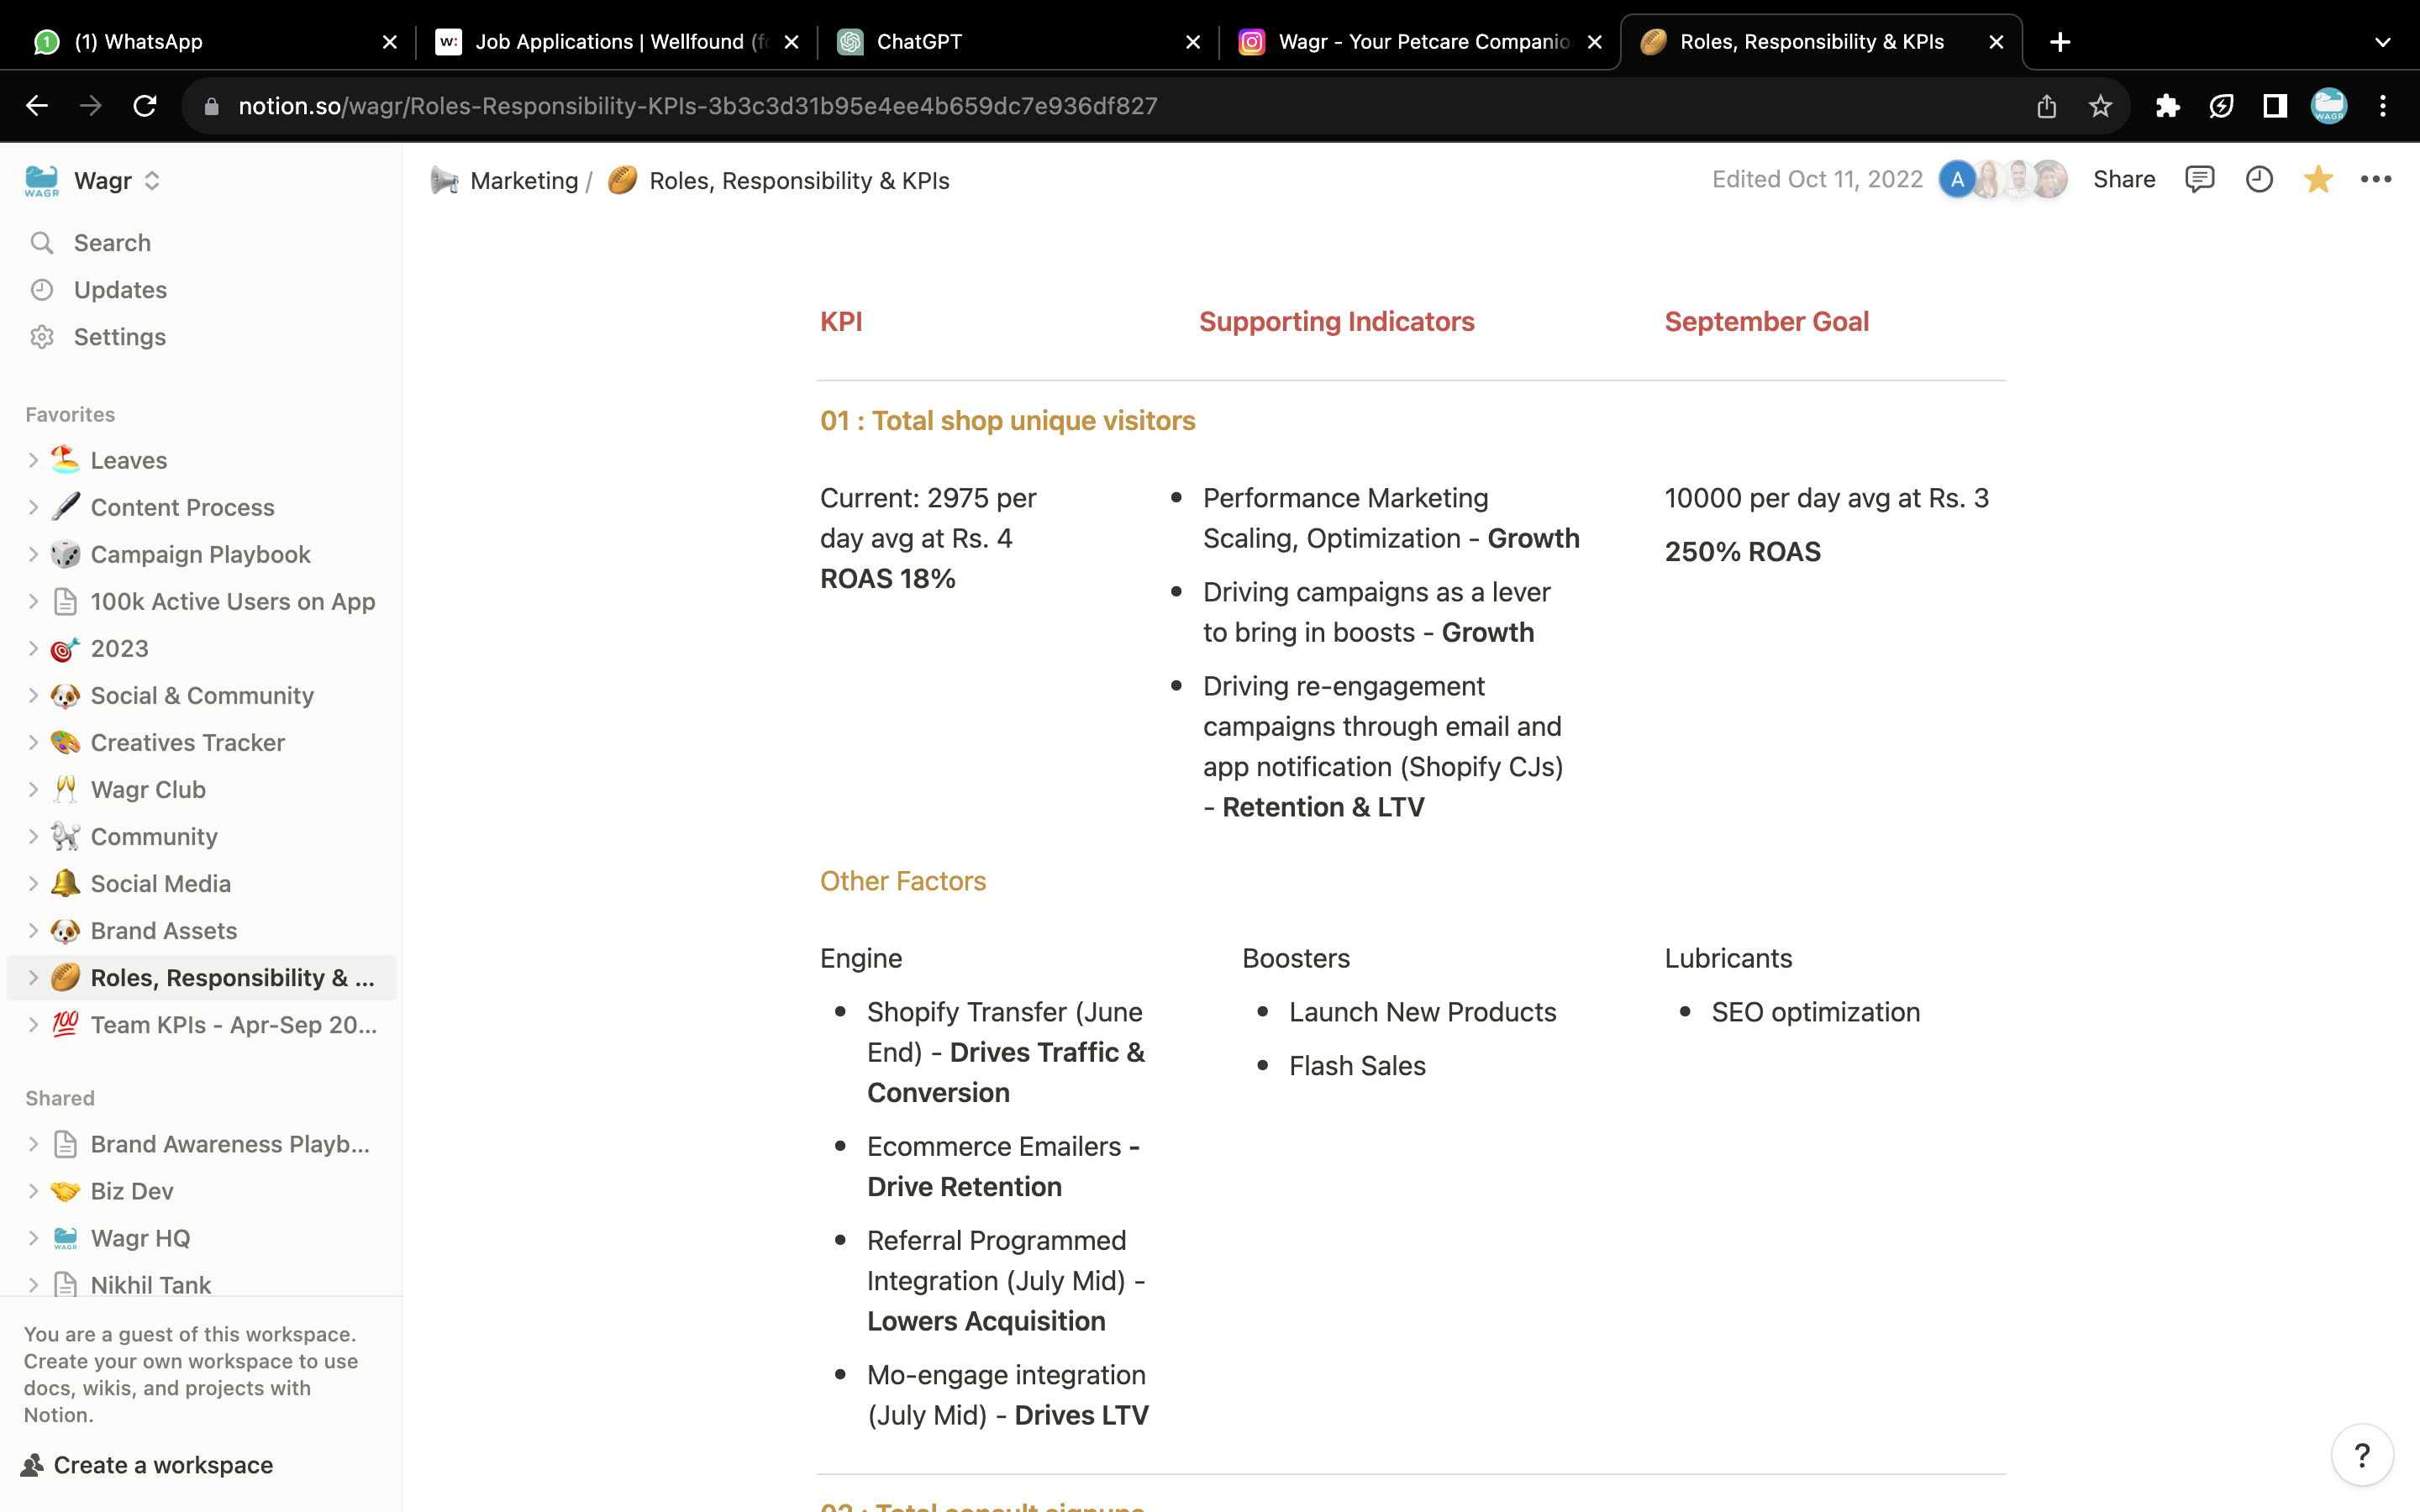 (1) WhatsApp
Job Applications | Wellfound (fo
ChatGPT
Wagr - Your Petcare Companio
Roles, Responsibility & KPIs
notion.so/wagr/Roles-Responsibility-KPIs-3b3c3d31b95e4ee4b659dc7e936df827
Wagr
Search
Updates
Settings
Favorites
Leaves
Content Process
Campaign Playbook
100k Active Users on App
2023
Social & Community
Creatives Tracker
Wagr Club
Community
Social Media
Brand Assets
Roles, Responsibility & ...
Team KPIs - Apr-Sep 20...
Shared
Brand Awareness Playb...
Biz Dev
Wagr HQ
Nikhil Tank
You are a guest of this workspace.
Create your own workspace to use
docs, wikis, and projects with
Notion.
Create a workspace
Marketing / Roles, Responsibility & KPIs
Edited Oct 11, 2022
A
Share
KPI
Supporting Indicators
September Goal
01 : Total shop unique visitors
Current: 2975 per
day avg at Rs. 4
ROAS 18%
• Performance Marketing
Scaling, Optimization - Growth
• Driving campaigns as a lever
to bring in boosts - Growth
• Driving re-engagement
campaigns through email and
app notification (Shopify CJs)
- Retention & LTV
10000 per day avg at Rs. 3
250% ROAS
Other Factors
Engine
• Shopify Transfer (June
End) - Drives Traffic &
Conversion
• Ecommerce Emailers -
Drive Retention
• Referral Programmed
Integration (July Mid) -
Lowers Acquisition
• Mo-engage integration
(July Mid) - Drives LTV
Boosters
• Launch New Products
• Flash Sales
Lubricants
• SEO optimization
02 : Total consult signups
?